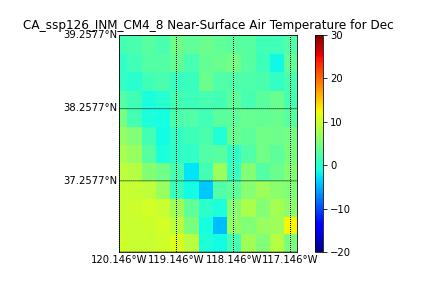 CA_ssp126_INM_CM4_8 Near-Surface Air Temperature for Dec
39.2577°N
38.2577°N
37.2577°N
120.146°W 119.146°W 118.146°W 117.146°W
30
20
10
0
−10
−20